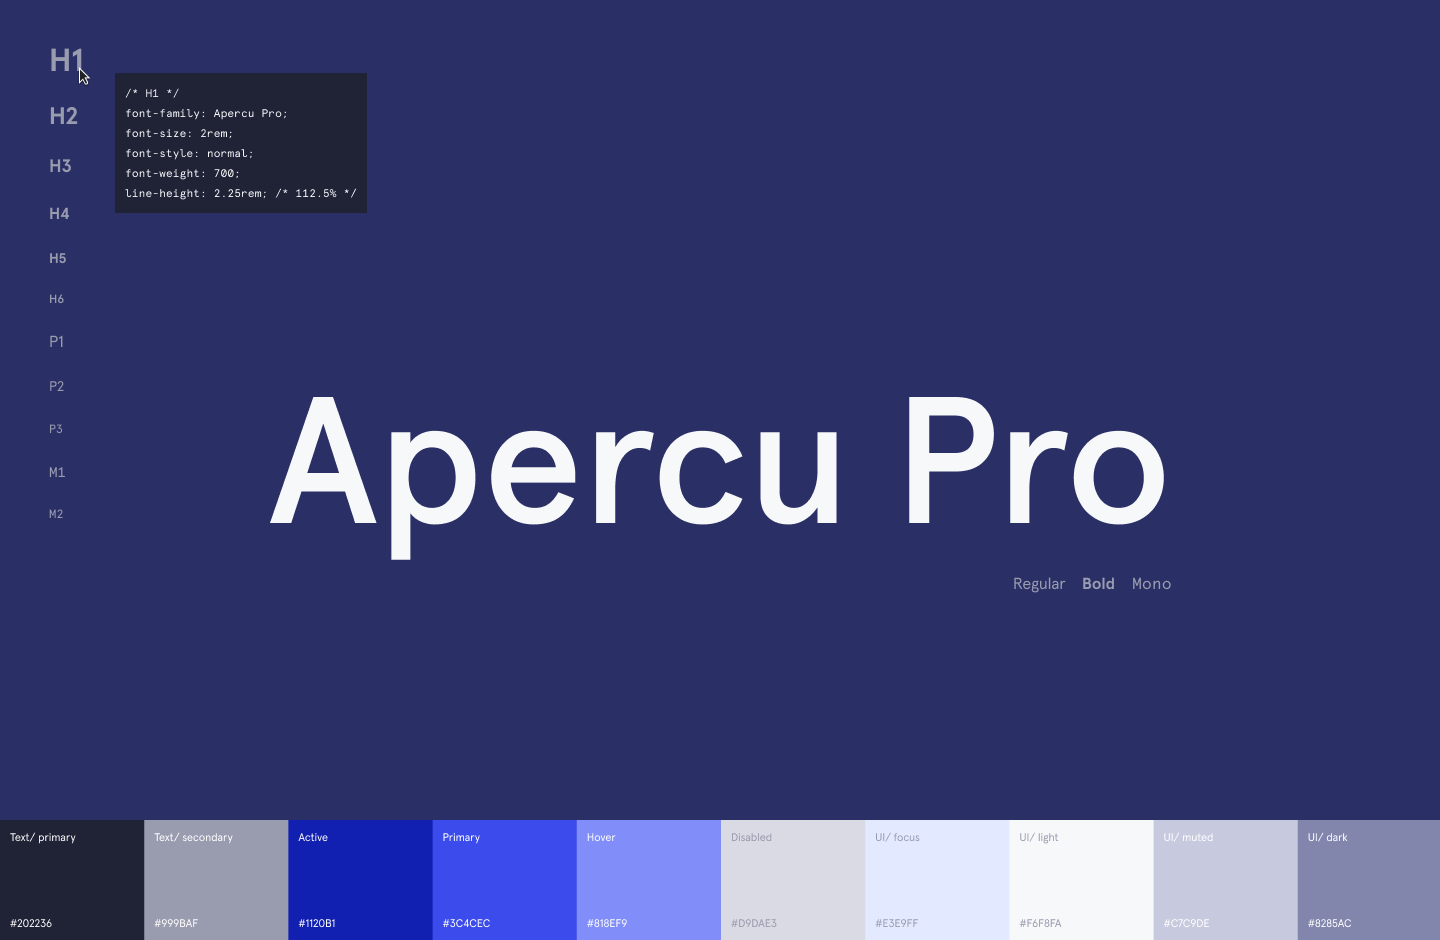 H1
H2
H3
H4
H5
H6
P1
P2
P3
M1
M2
/* H1 */
font-family: Apercu Pro;
font-size: 2rem;
font-style: normal;
font-weight: 700;
line-height: 2.25rem; /* 112.5% */
Apercu Pro
Regular Bold Mono
Text/ primary Text/ secondary Active Primary Hover Disabled UI/ focus UI/ light UI/ muted UI/ dark
#202236 #999BAF #1120B1 #3C4CEC #818EF9 #D9DAE3 #E3E9FF #F6F8FA #C7C9DE #8285AC